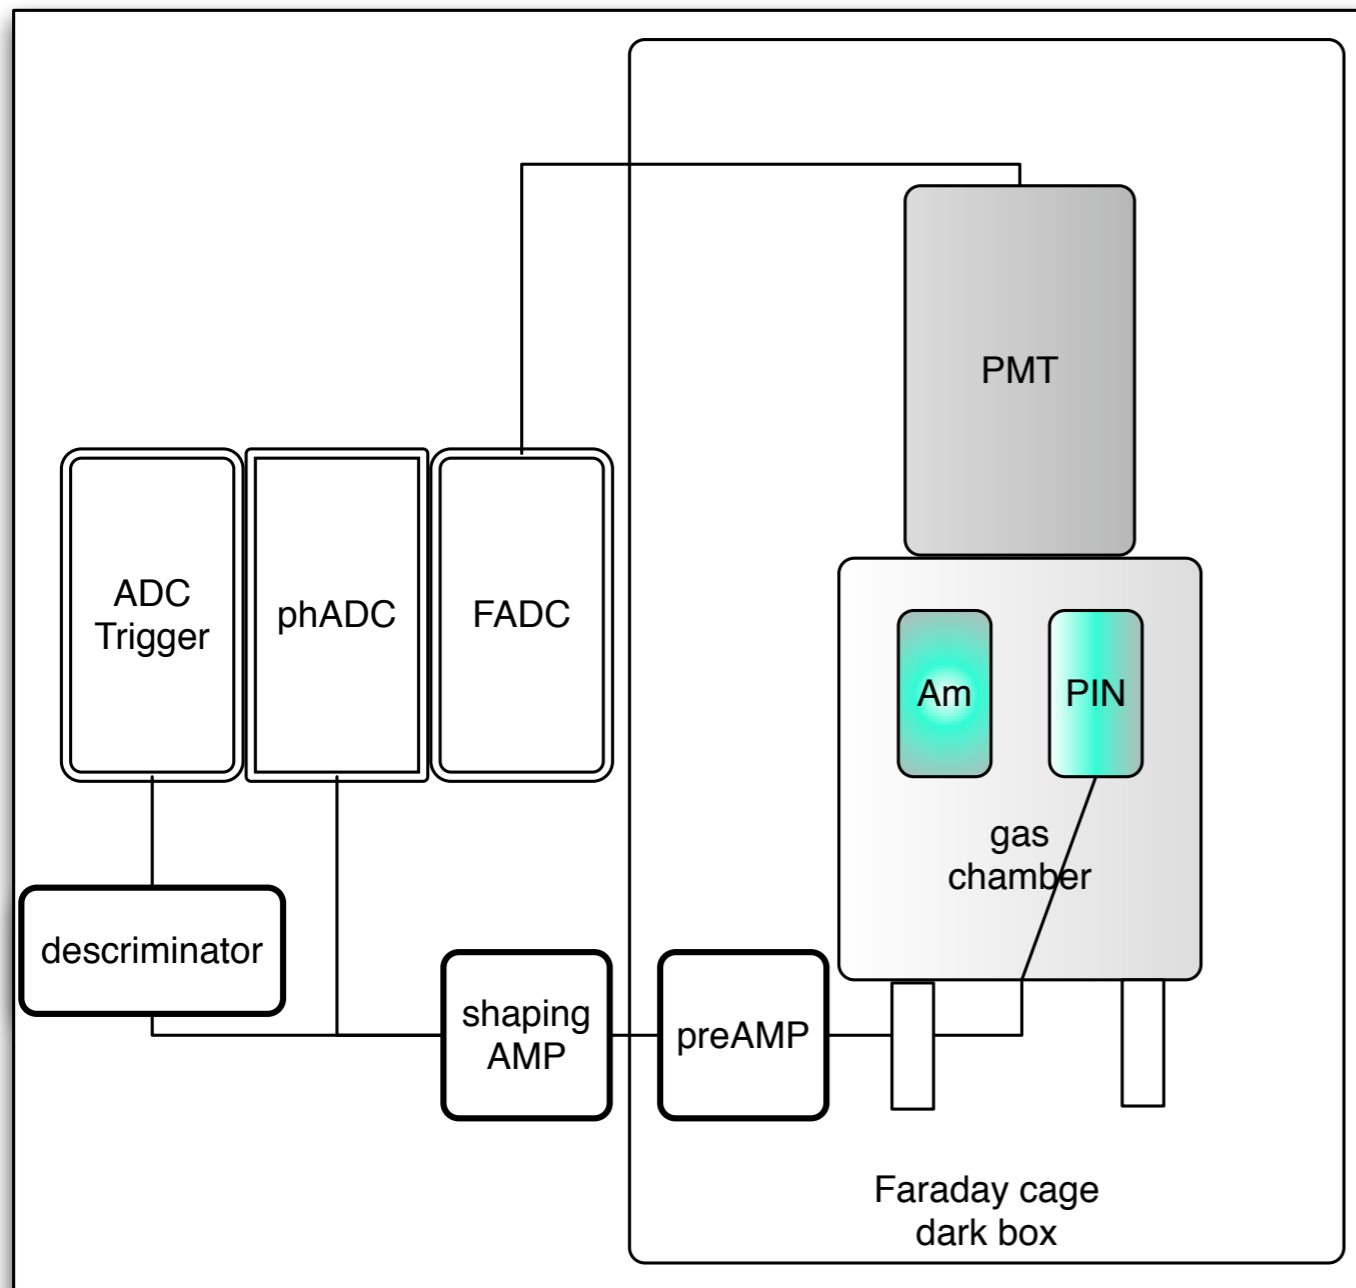 PMT
ADC
Trigger
phADC
FADC
Am
PIN
gas
chamber
descriminator
shaping
AMP
preAMP
Faraday cage
dark box